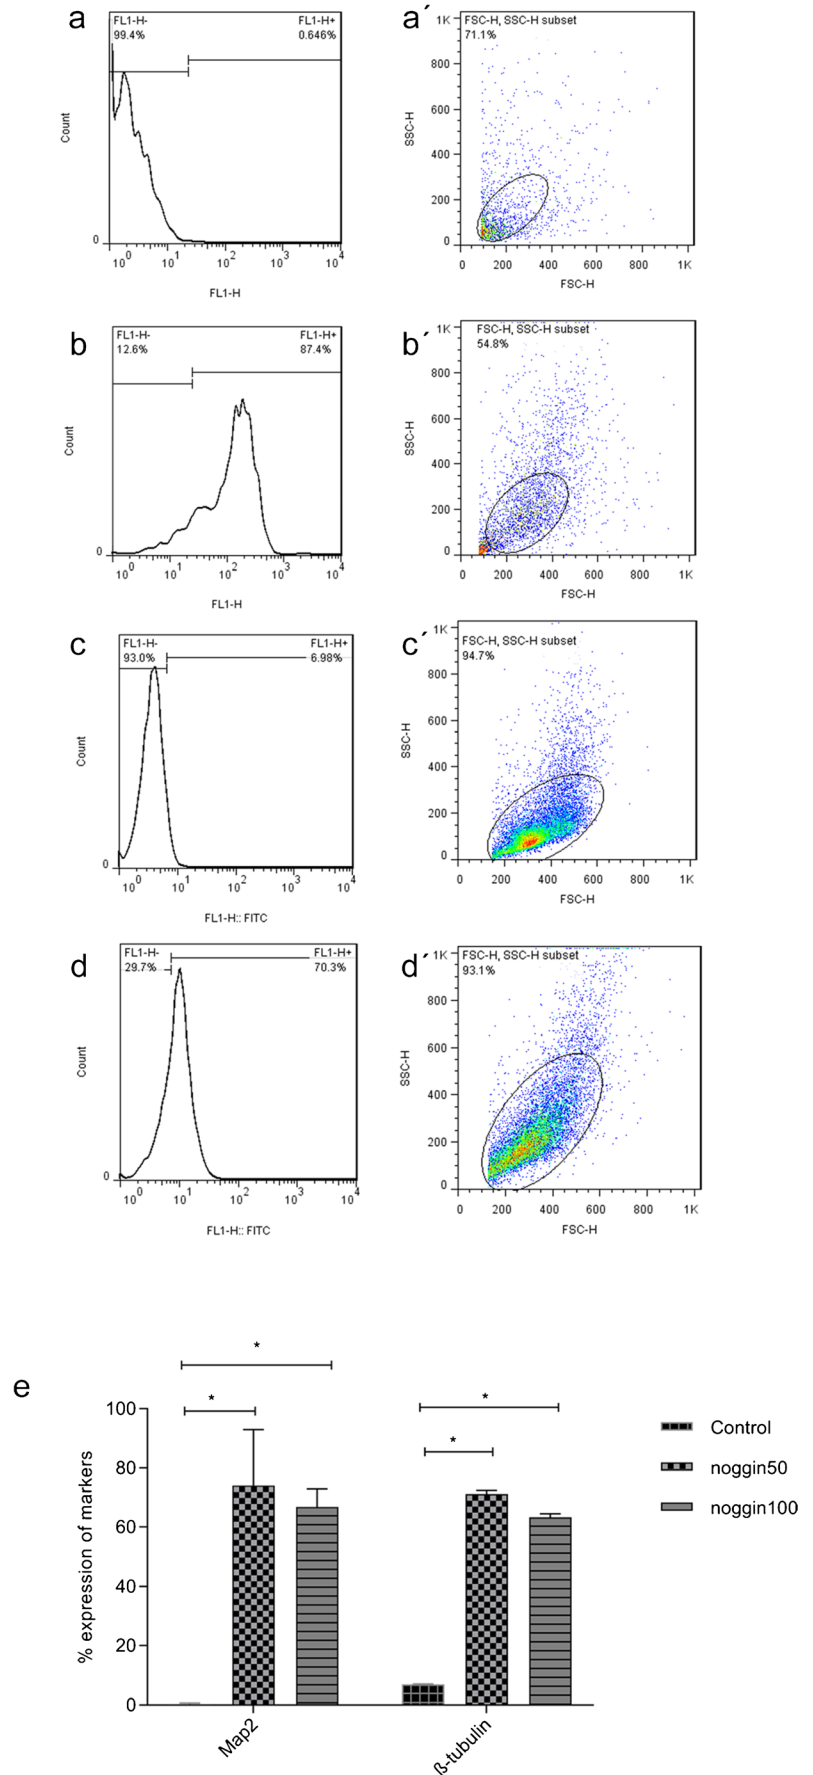 a
FL1-H-
99.4%
FL1-H+
0.646%
Count
0
10^0 10^1 10^2 10^3 10^4
FL1-H
a´
FSC-H, SSC-H subset
71.1%
SSC-H
1K
800
600
400
200
0
0 200 400 600 800 1K
FSC-H
b
FL1-H-
12.6%
FL1-H+
87.4%
Count
0
10^0 10^1 10^2 10^3 10^4
FL1-H
b´
FSC-H, SSC-H subset
54.8%
SSC-H
1K
800
600
400
200
0
0 200 400 600 800 1K
FSC-H
c
FL1-H-
93.0%
FL1-H+
6.98%
Count
0
10^0 10^1 10^2 10^3 10^4
FL1-H:: FITC
c´
FSC-H, SSC-H subset
94.7%
SSC-H
1K
800
600
400
200
0
0 200 400 600 800 1K
FSC-H
d
FL1-H-
29.7%
FL1-H+
70.3%
Count
0
10^0 10^1 10^2 10^3 10^4
FL1-H:: FITC
d´
FSC-H, SSC-H subset
93.1%
SSC-H
1K
800
600
400
200
0
0 200 400 600 800 1K
FSC-H
e
% expression of markers
100
80
60
40
20
0
*
*
*
*
Map2
ß-tubulin
Control
noggin50
noggin100